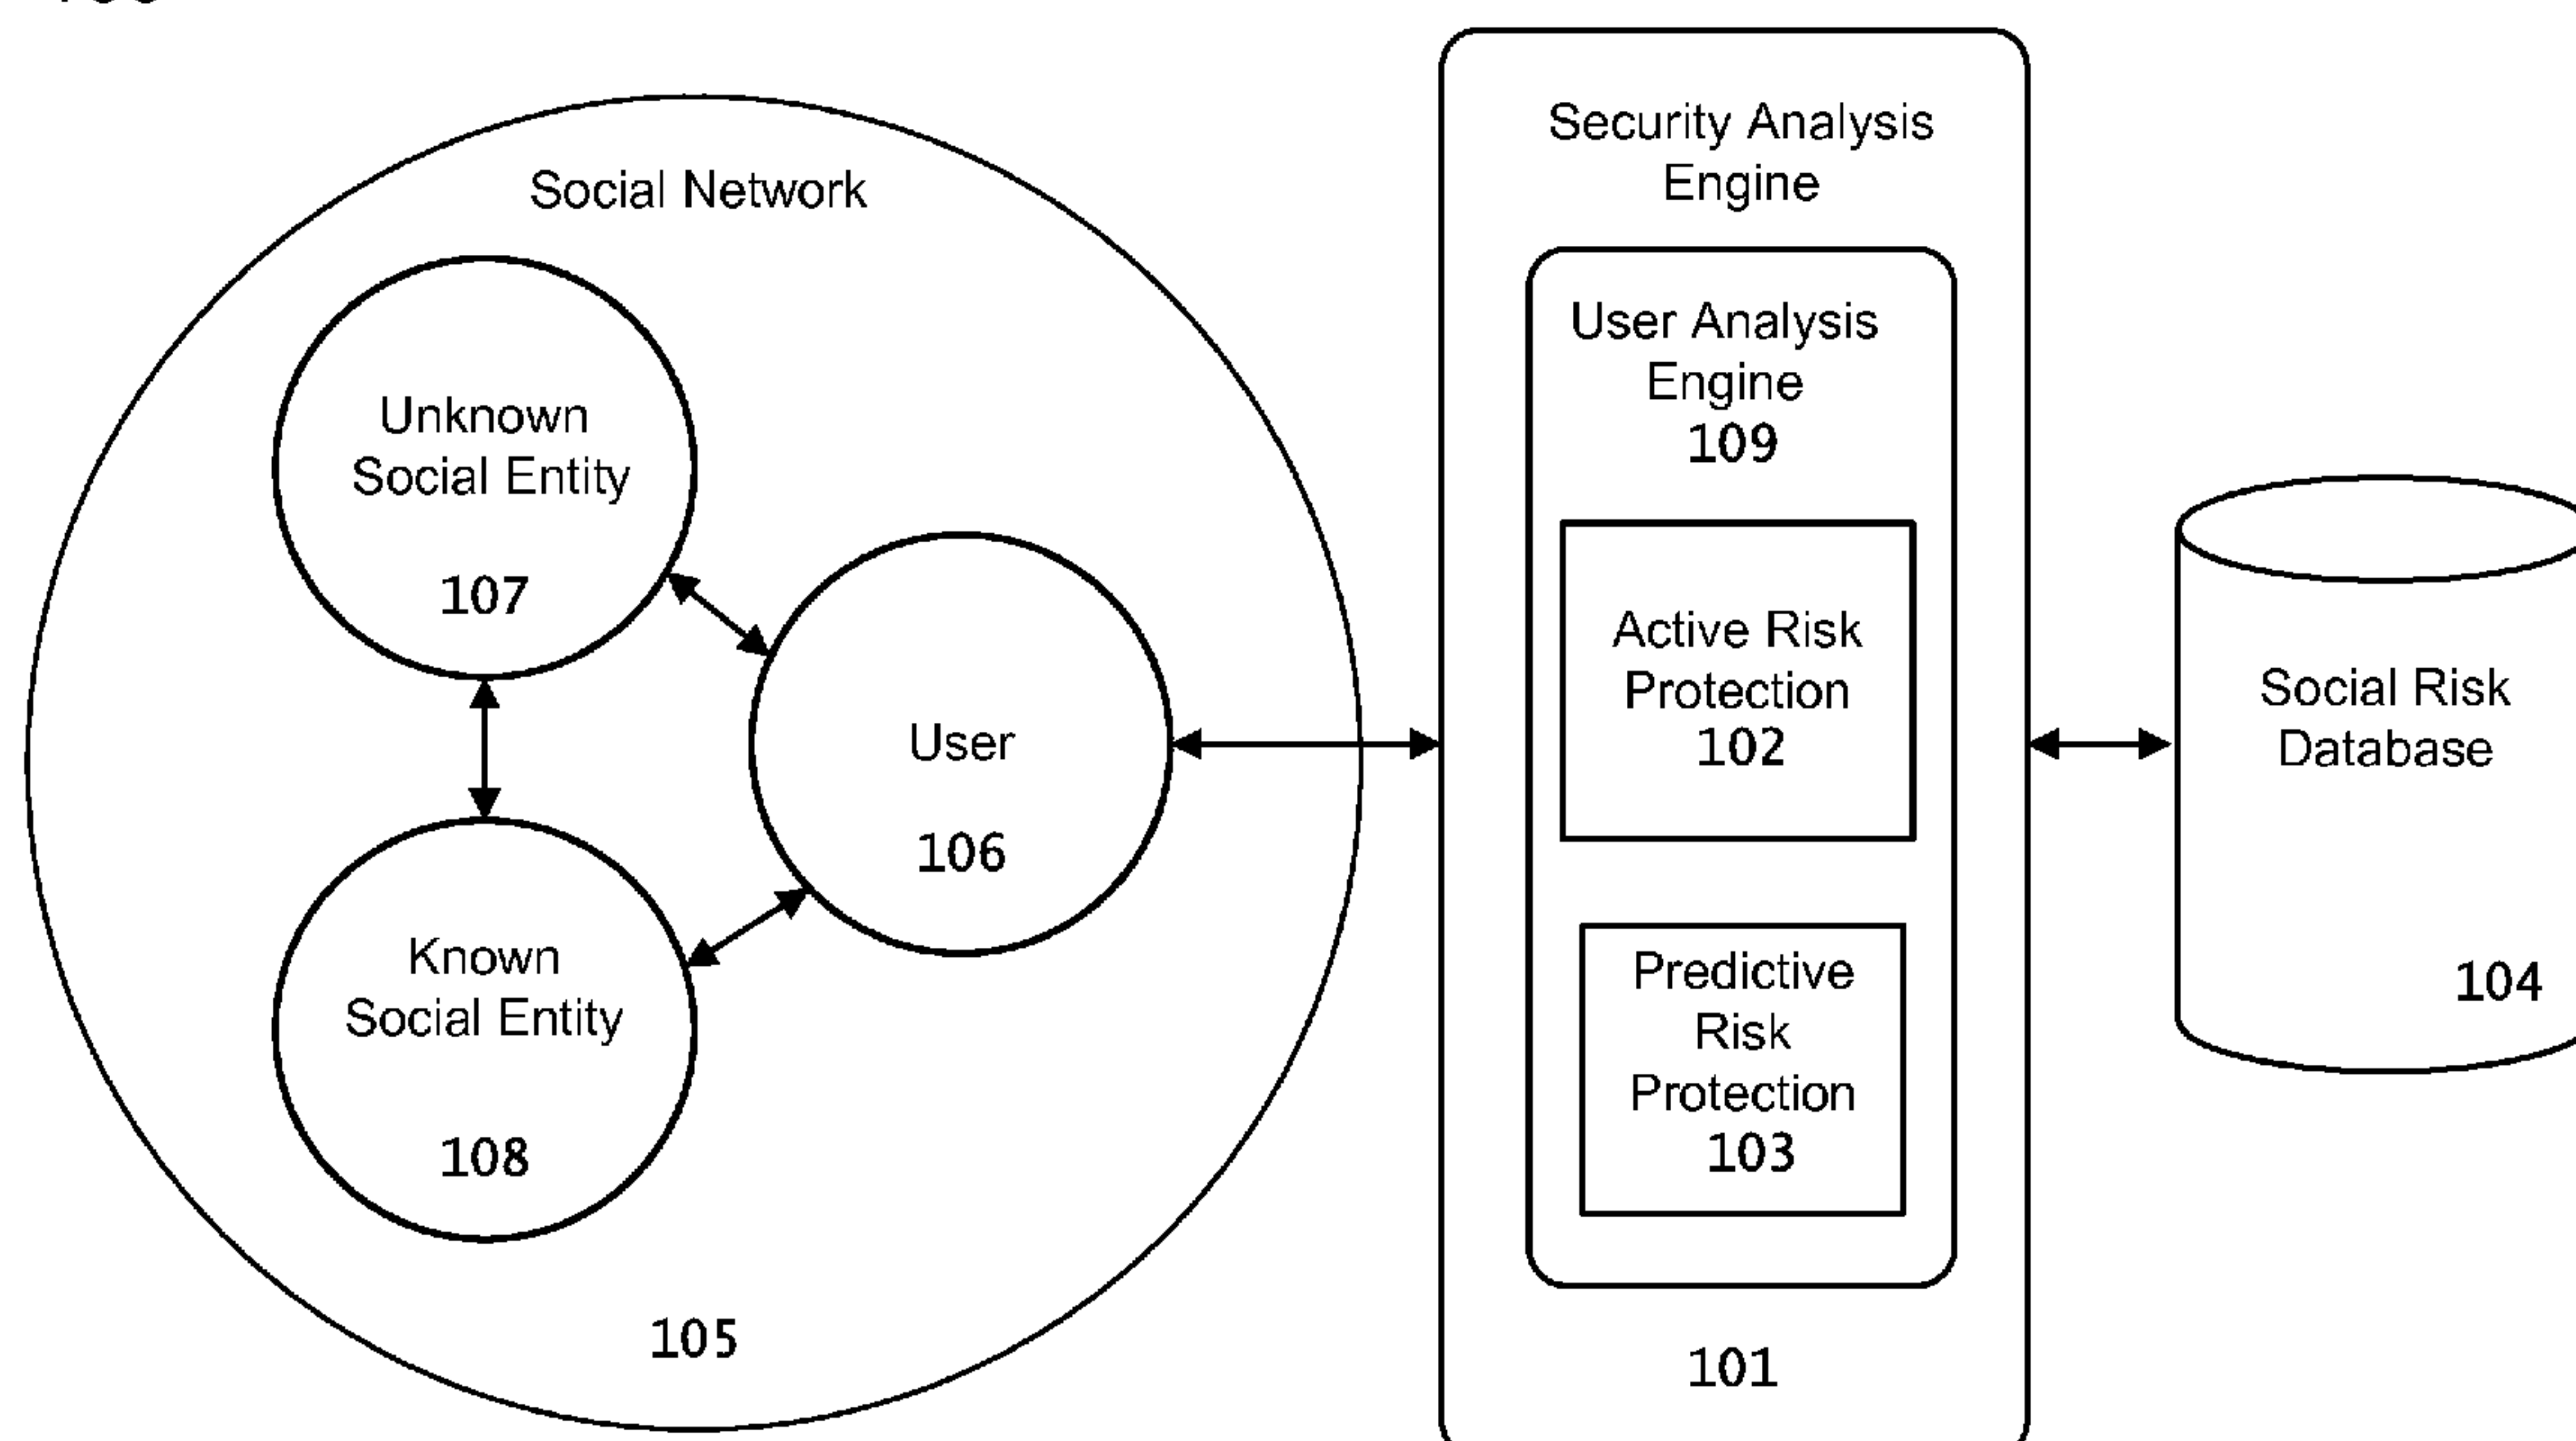 Social Network
Unknown
Social Entity
107
User
106
Known
Social Entity
108
105
Security Analysis
Engine
User Analysis
Engine
109
Active Risk
Protection
102
Predictive
Risk
Protection
103
101
Social Risk
Database
104